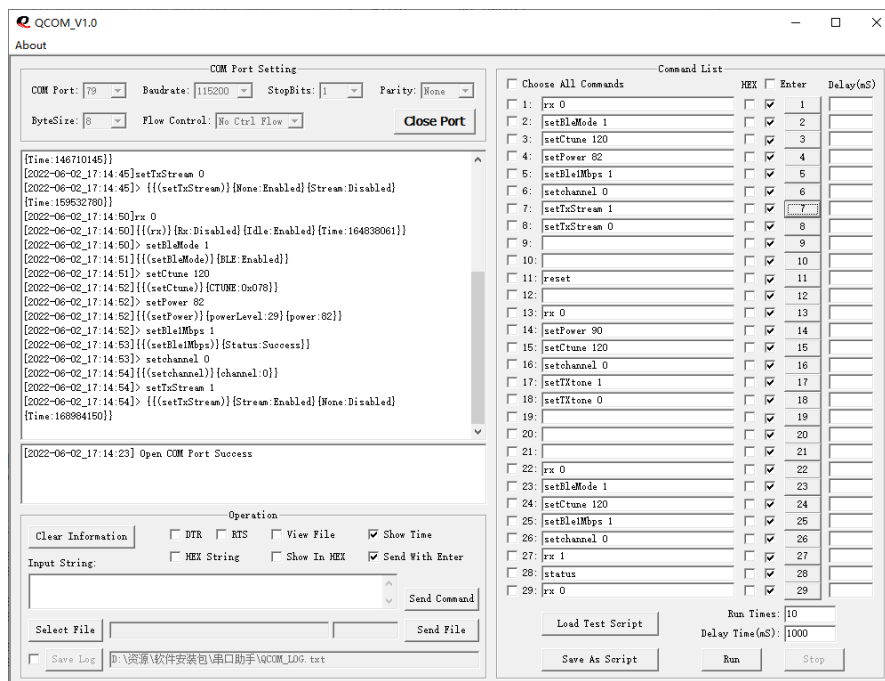 QCOM_V1.0
About
COM Port Setting
COM Port: 79 Baudrate: 115200 StopBits: 1 Parity: None
ByteSize: 8 Flow Control: No Ctrl Flow Close Port
{Time:146710145}}
[2022-06-02_17:14:45]setTxStream 0
[2022-06-02_17:14:45]> {{(setTxStream)}{None:Enabled}{Stream:Disabled}
{Time:159532780}}
[2022-06-02_17:14:50]rx 0
[2022-06-02_17:14:50]{{(rx)}{Rx:Disabled}{Idle:Enabled}{Time:164838061}}
[2022-06-02_17:14:50]> setBleMode 1
[2022-06-02_17:14:51]{{(setBleMode)}{BLE:Enabled}}
[2022-06-02_17:14:51]> setCtune 120
[2022-06-02_17:14:52]{{(setCtune)}{CTUNE:0x078}}
[2022-06-02_17:14:52]> setPower 82
[2022-06-02_17:14:52]{{(setPower)}{powerLevel:29}{power:82}}
[2022-06-02_17:14:52]> setBle1Mbps 1
[2022-06-02_17:14:53]{{(setBle1Mbps)}{Status:Success}}
[2022-06-02_17:14:53]> setchannel 0
[2022-06-02_17:14:54]{{(setchannel)}{channel:0}}
[2022-06-02_17:14:54]> setTxStream 1
[2022-06-02_17:14:54]> {{(setTxStream)}{Stream:Enabled}{None:Disabled}
{Time:168984150}}
[2022-06-02_17:14:23] Open COM Port Success
Operation
Clear Information DTR RTS View File Show Time
HEX String Show In HEX Send With Enter
Input String:
Send Command
Select File Send File
Save Log D:\资源\软件安装包\串口助手\QCOM_LOG.txt
Command List
Choose All Commands HEX Enter Delay(mS)
1: rx 0 1
2: setBleMode 1 2
3: setCtune 120 3
4: setPower 82 4
5: setBle1Mbps 1 5
6: setchannel 0 6
7: setTxStream 1 7
8: setTxStream 0 8
9: 9
10: 10
11: reset 11
12: 12
13: rx 0 13
14: setPower 90 14
15: setCtune 120 15
16: setchannel 0 16
17: setTXtone 1 17
18: setTXtone 0 18
19: 19
20: 20
21: 21
22: rx 0 22
23: setBleMode 1 23
24: setCtune 120 24
25: setBle1Mbps 1 25
26: setchannel 0 26
27: rx 1 27
28: status 28
29: rx 0 29
Load Test Script Run Times: 10
Delay Time(mS): 1000
Save As Script Run Stop